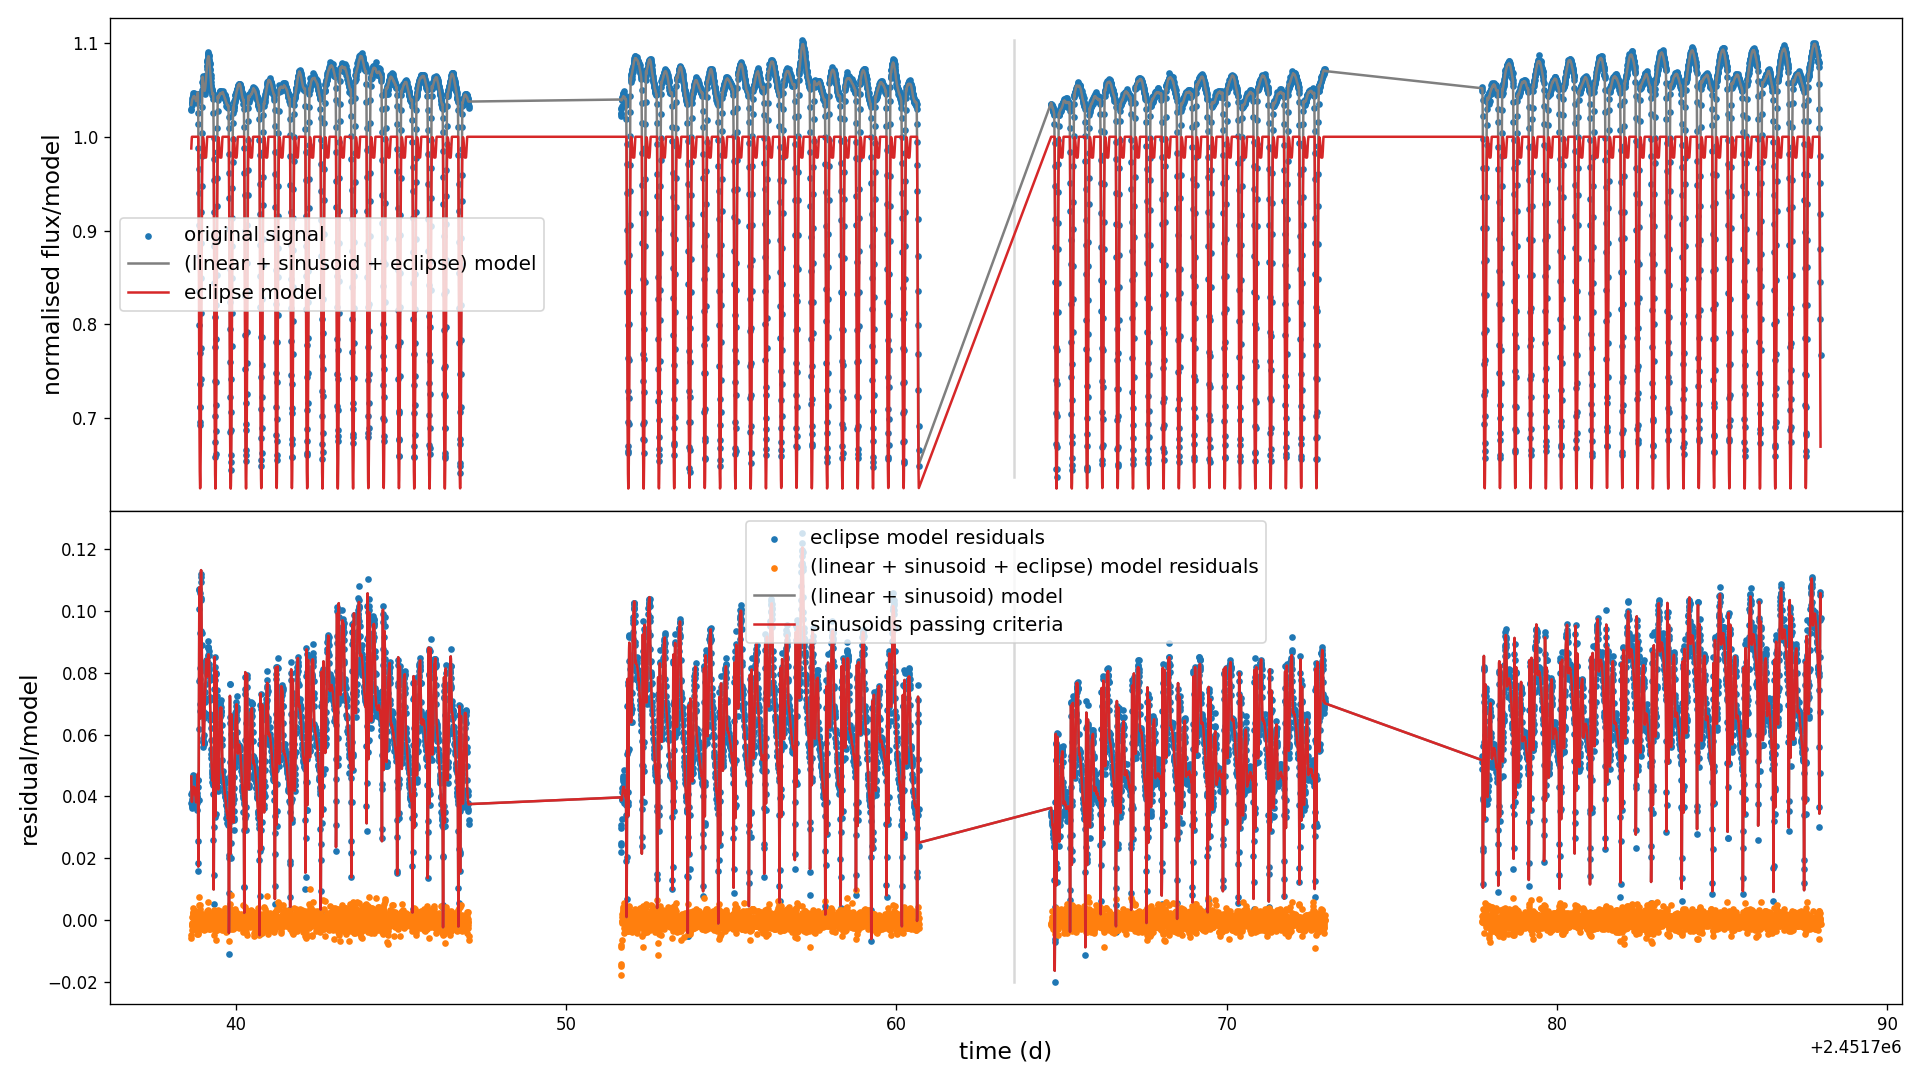 normalised flux/model
1.1
1.0
0.9
0.8
0.7
original signal
(linear + sinusoid + eclipse) model
eclipse model
residual/model
0.12
0.10
0.08
0.06
0.04
0.02
0.00
−0.02
eclipse model residuals
(linear + sinusoid + eclipse) model residuals
(linear + sinusoid) model
sinusoids passing criteria
40 50 60 70 80 90
time (d)
+2.4517e6